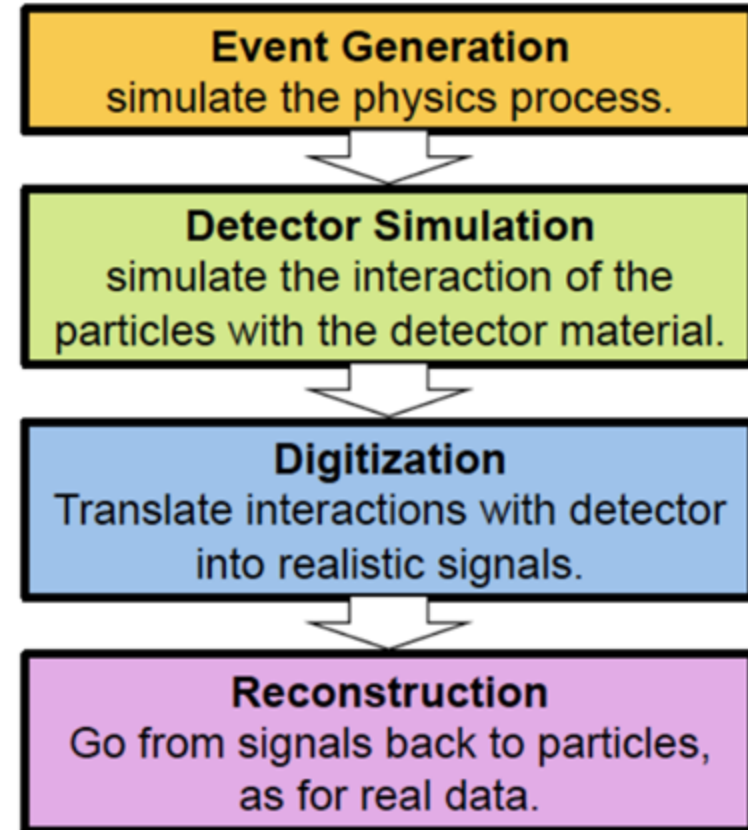 Event Generation
simulate the physics process.
Detector Simulation
simulate the interaction of the
particles with the detector material.
Digitization
Translate interactions with detector
into realistic signals.
Reconstruction
Go from signals back to particles,
as for real data.